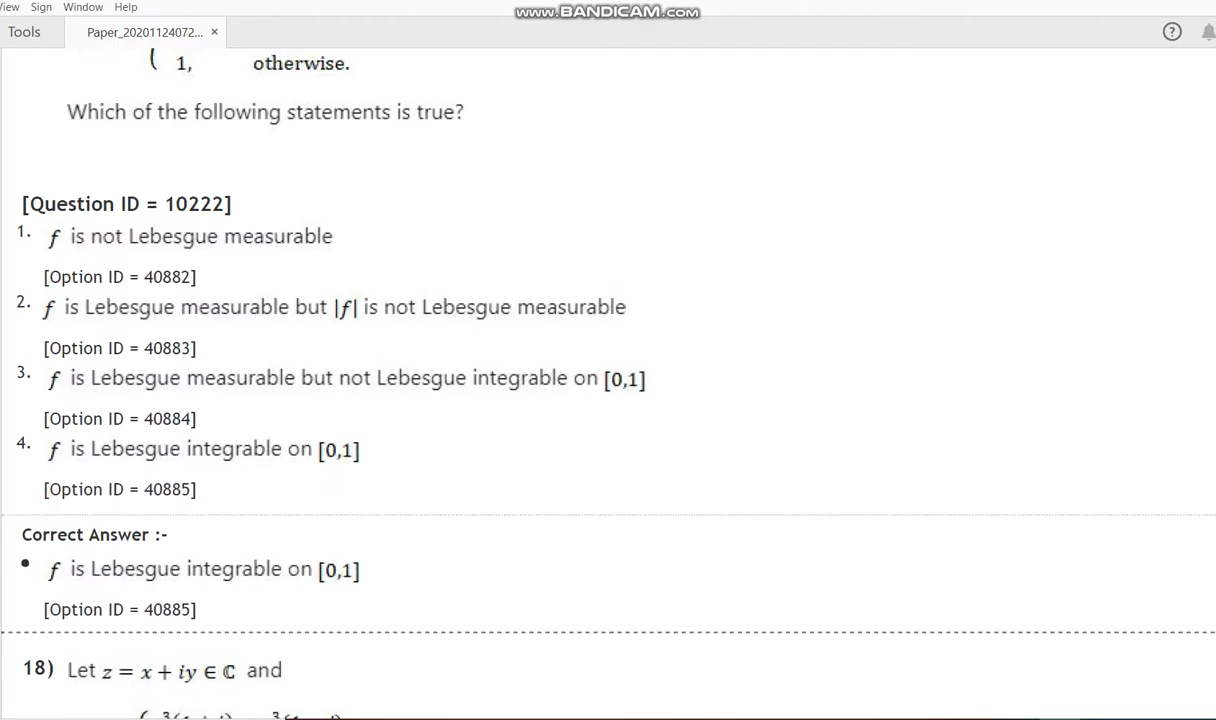 View Sign Window Help
www.BANDICAM.com
Tools Paper_20201124072... × ?
( 1, otherwise.
Which of the following statements is true?
[Question ID = 10222]
1. f is not Lebesgue measurable
[Option ID = 40882]
2. f is Lebesgue measurable but |f| is not Lebesgue measurable
[Option ID = 40883]
3. f is Lebesgue measurable but not Lebesgue integrable on [0,1]
[Option ID = 40884]
4. f is Lebesgue integrable on [0,1]
[Option ID = 40885]
Correct Answer :-
• f is Lebesgue integrable on [0,1]
[Option ID = 40885]
18) Let z = x + iy ∈ ℂ and